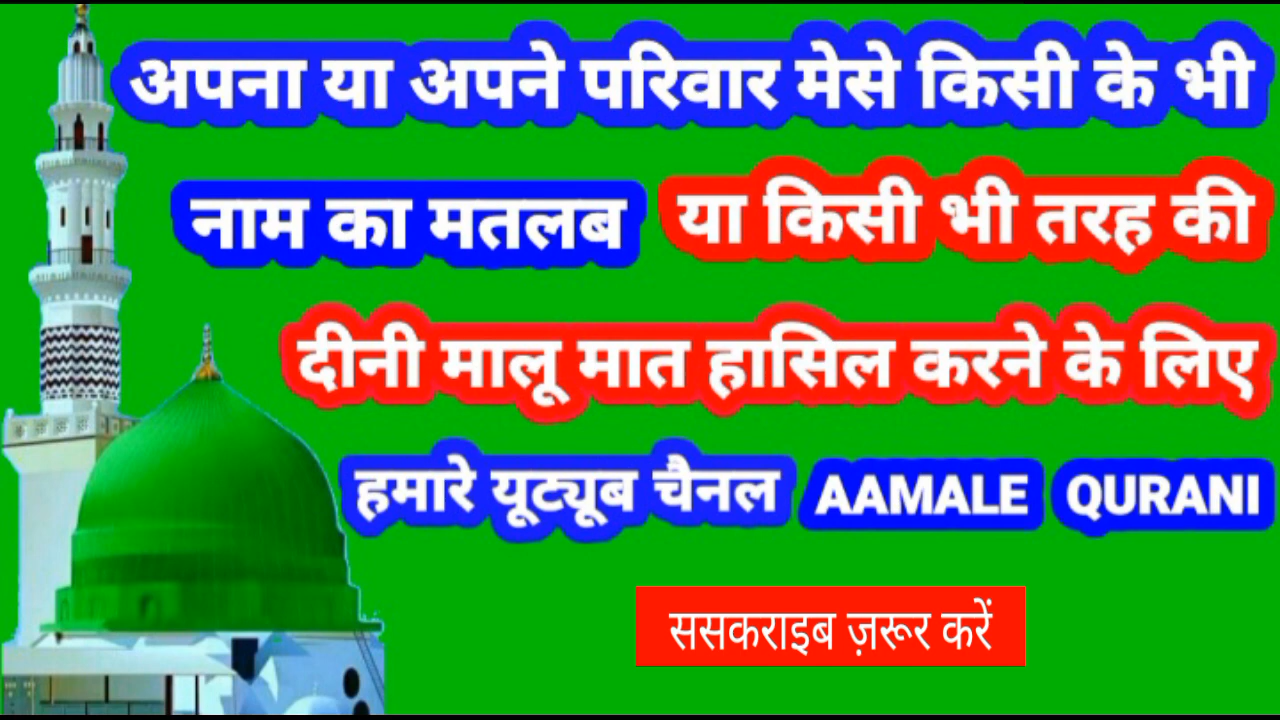 अपना या अपने परिवार मेसे किसी के भी
नाम का मतलब या किसी भी तरह की
दीनी मालू मात हासिल करने के लिए
हमारे यूट्यूब चैनल AAMALE QURANI
ससकराइब ज़रूर करें